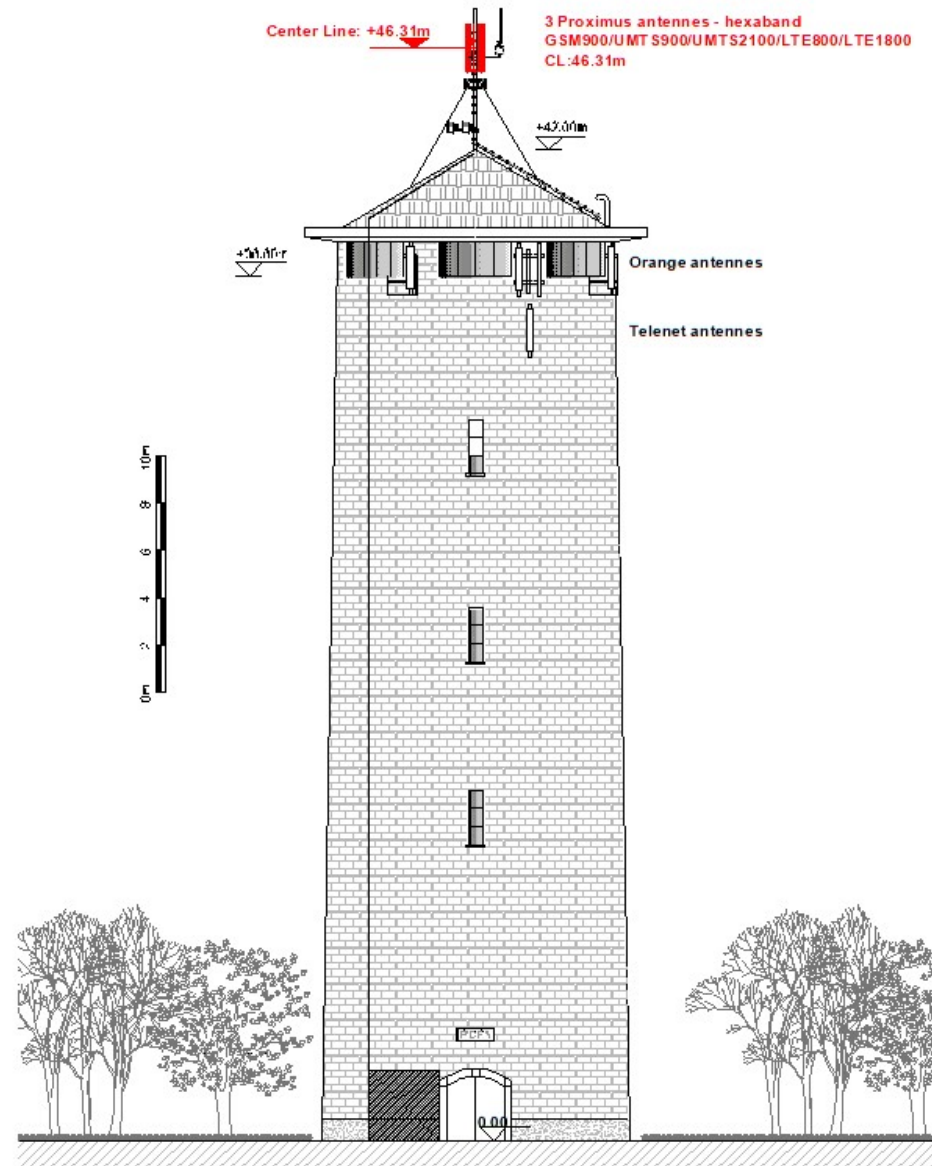 Center Line: +46.31m
3 Proximus antennes - hexaband
GSM900/UMTS900/UMTS2100/LTE800/LTE1800
CL:46.31m
+42.00m
Orange antennes
Telenet antennes
10m
8
6
4
2
0m
0.00